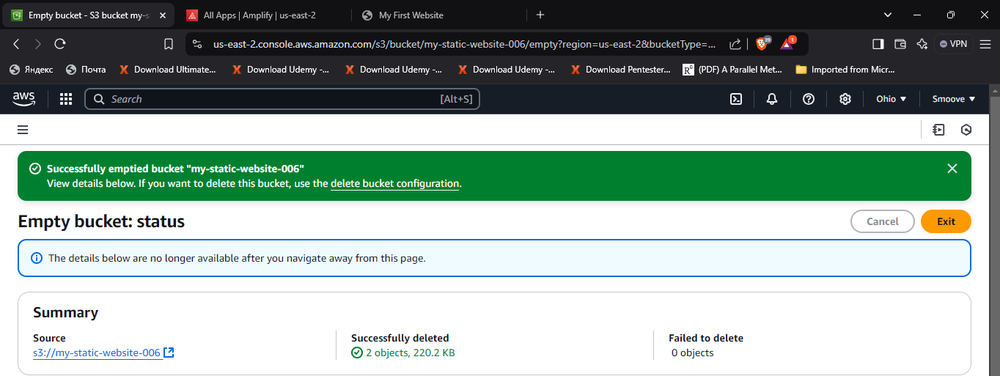 Empty bucket - S3 bucket my-s
All Apps | Amplify | us-east-2
My First Website
us-east-2.console.aws.amazon.com/s3/bucket/my-static-website-006/empty?region=us-east-2&bucketType=...
39
1
VPN
Яндекс
Почта
Download Ultimate...
Download Udemy -...
Download Udemy -...
Download Udemy -...
Download Pentester...
R⁶ (PDF) A Parallel Met...
Imported from Micr...
aws
Search
[Alt+S]
Ohio
Smoove
Successfully emptied bucket "my-static-website-006"
View details below. If you want to delete this bucket, use the delete bucket configuration.
Empty bucket: status
Cancel
Exit
The details below are no longer available after you navigate away from this page.
Summary
Source
s3://my-static-website-006
Successfully deleted
2 objects, 220.2 KB
Failed to delete
0 objects